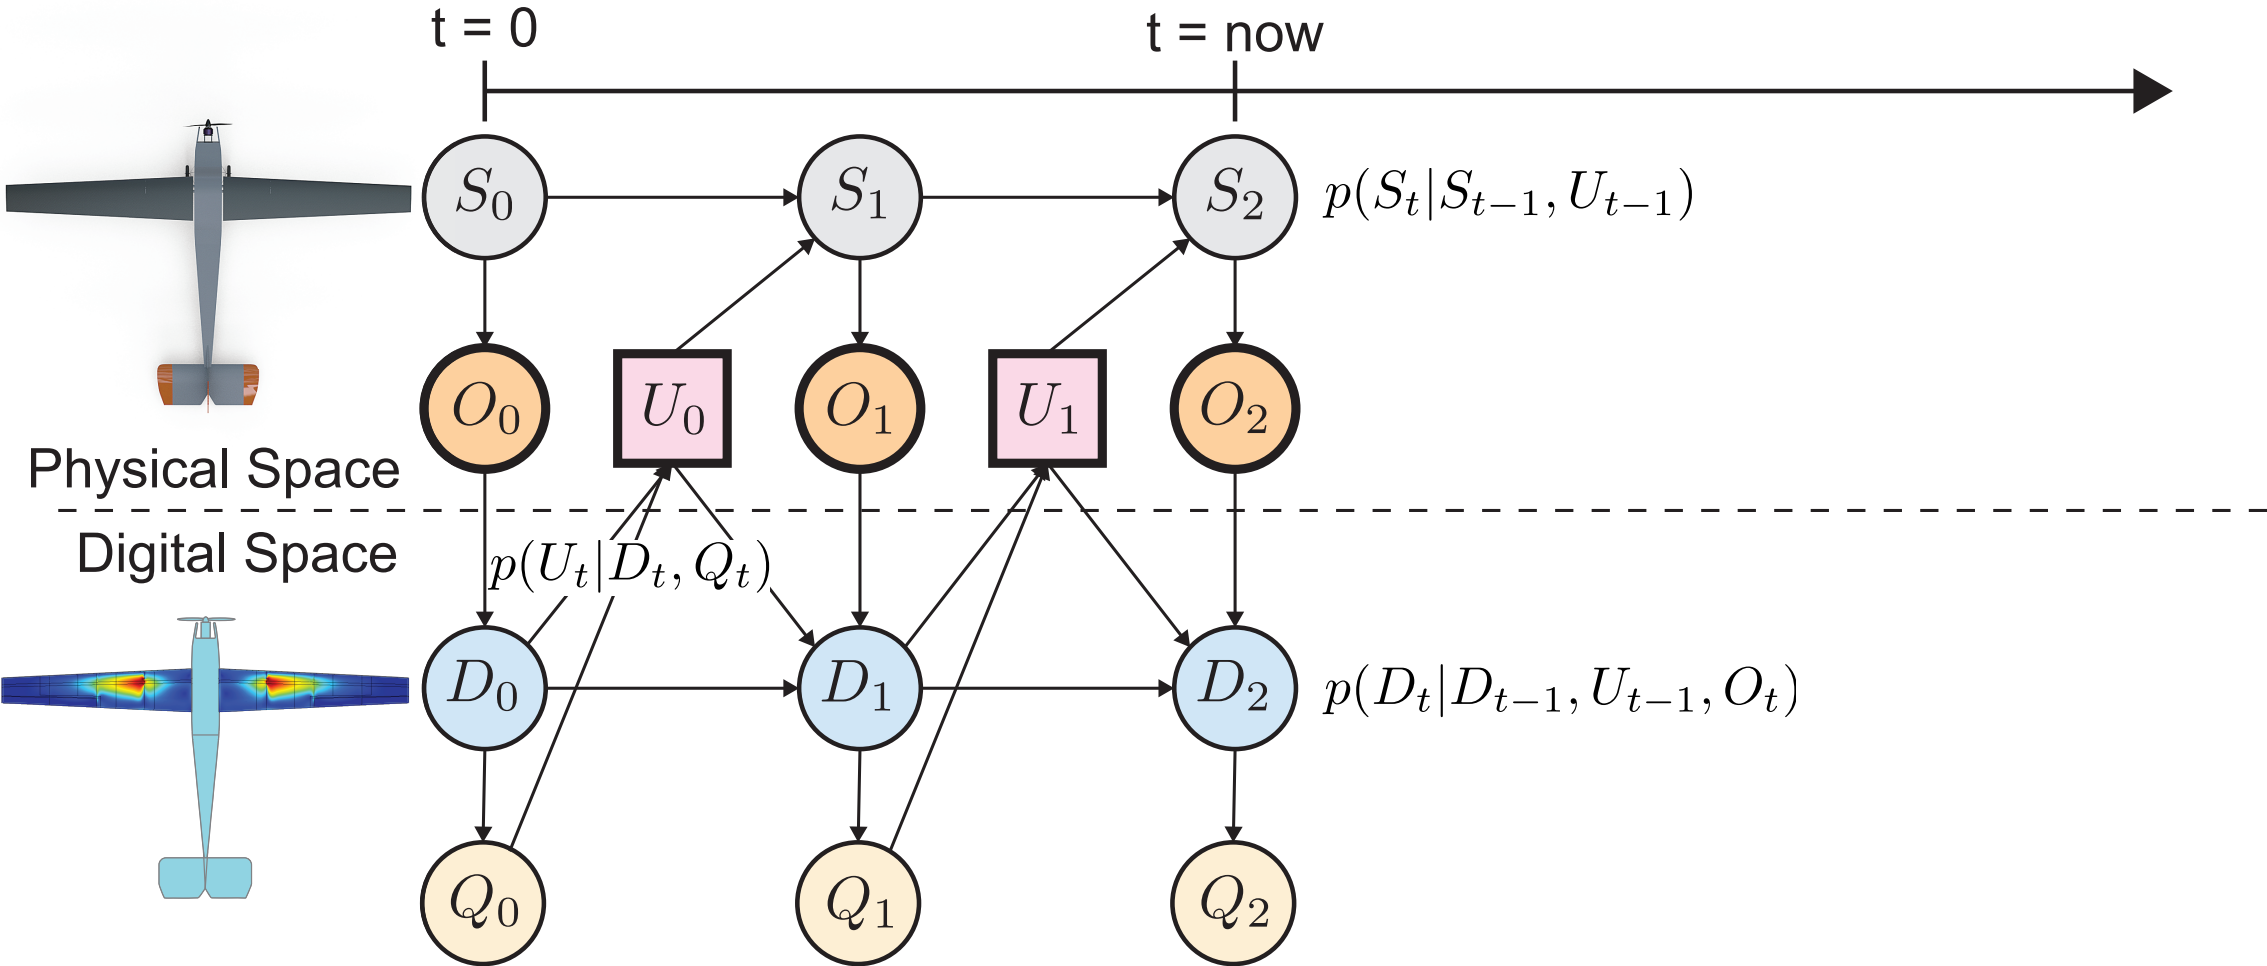 t = 0
t = now
S₀
S₁
S₂
p(Sₜ|Sₜ₋₁, Uₜ₋₁)
O₀
U₀
O₁
U₁
O₂
Physical Space
Digital Space
p(Uₜ|Dₜ, Qₜ)
D₀
D₁
D₂
p(Dₜ|Dₜ₋₁, Uₜ₋₁, Oₜ)
Q₀
Q₁
Q₂